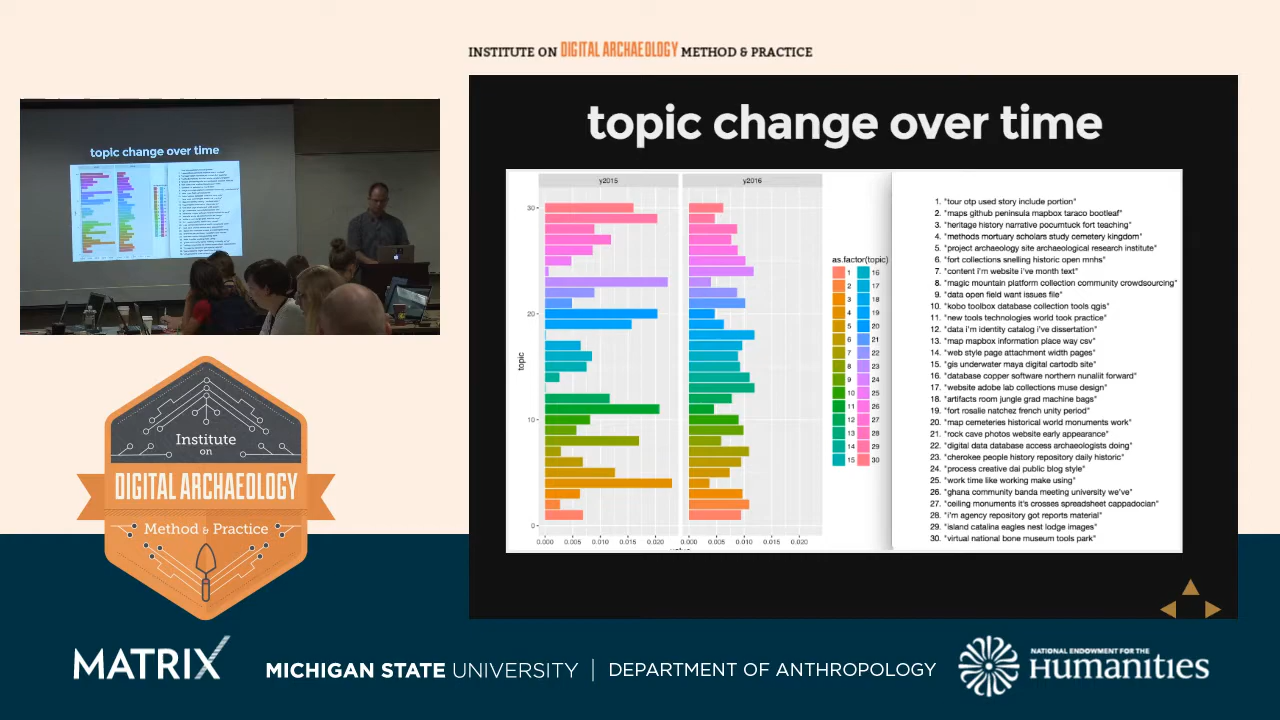 INSTITUTE ON DIGITAL ARCHAEOLOGY METHOD & PRACTICE
topic change over time
topic change over time
y2015
y2016
30
20
10
0
topic
0.000 0.005 0.010 0.015 0.020
0.000 0.005 0.010 0.015 0.020
as.factor(topic)
1 16
2 17
3 18
4 19
5 20
6 21
7 22
8 23
9 24
10 25
11 26
12 27
13 28
14 29
15 30
1. "tour otp used story include portion"
2. "maps github peninsula mapbox taraco bootleaf"
3. "heritage history narrative pocumtuck fort teaching"
4. "methods mortuary scholars study cemetery kingdom"
5. "project archaeology site archaeological research institute"
6. "fort collections snelling historic open mnhs"
7. "content i'm website i've month text"
8. "magic mountain platform collection community crowdsourcing"
9. "data open field want issues file"
10. "kobo toolbox database collection tools qgis"
11. "new tools technologies world took practice"
12. "data i'm identity catalog i've dissertation"
13. "map mapbox information place way csv"
14. "web style page attachment width pages"
15. "gis underwater maya digital cartodb site"
16. "database copper software northern nunaliit forward"
17. "website adobe lab collections muse design"
18. "artifacts room jungle grad machine bags"
19. "fort rosalie natchez french unity period"
20. "map cemeteries historical world monuments work"
21. "rock cave photos website early appearance"
22. "digital data database access archaeologists doing"
23. "cherokee people history repository daily historic"
24. "process creative dai public blog style"
25. "work time like working make using"
26. "ghana community banda meeting university we've"
27. "ceiling monuments it's crosses spreadsheet cappadocian"
28. "i'm agency repository got reports material"
29. "island catalina eagles nest lodge images"
30. "virtual national bone museum tools park"
Institute
on
DIGITAL ARCHAEOLOGY
Method & Practice
MATRIX
MICHIGAN STATE UNIVERSITY | DEPARTMENT OF ANTHROPOLOGY
NATIONAL ENDOWMENT FOR THE
Humanities